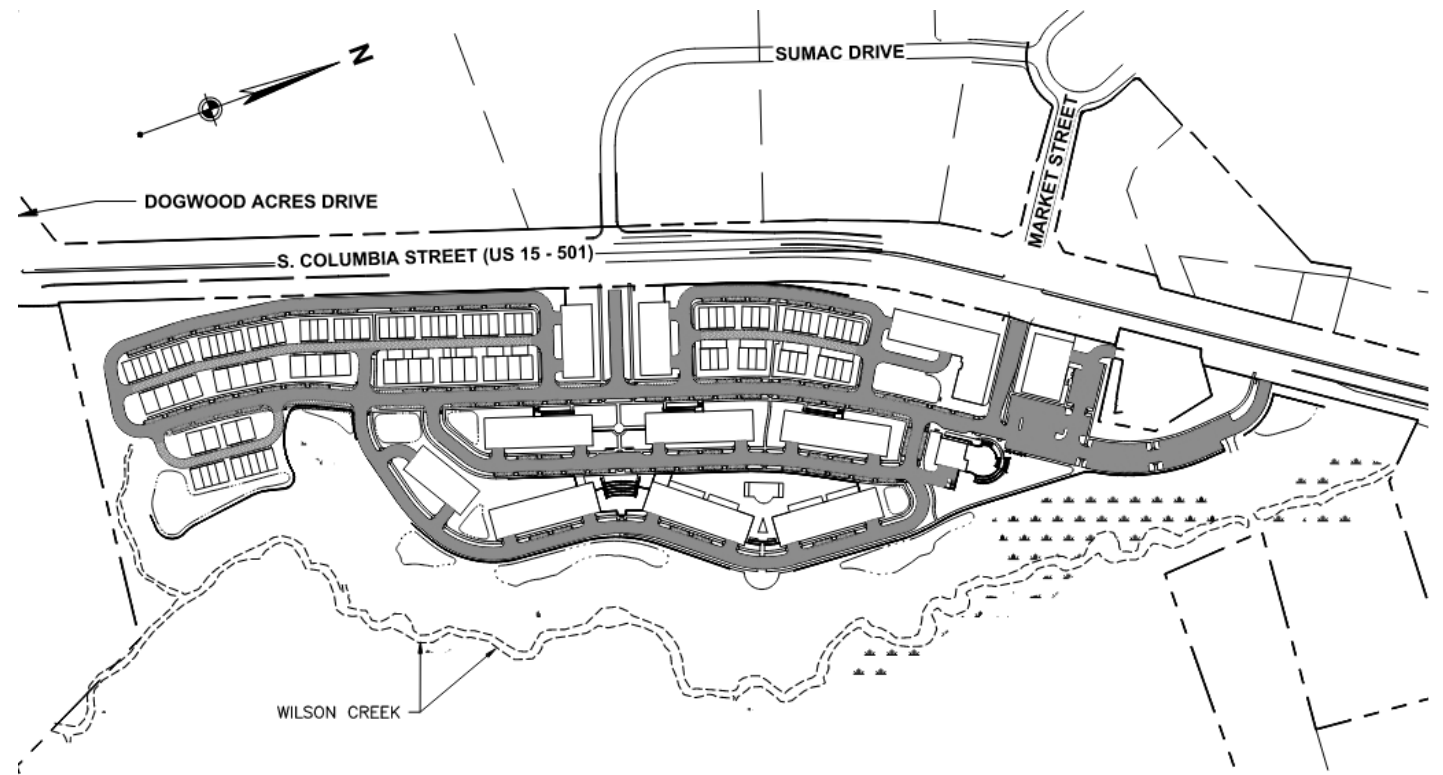 N
SUMAC DRIVE
MARKET STREET
DOGWOOD ACRES DRIVE
S. COLUMBIA STREET (US 15 - 501)
WILSON CREEK